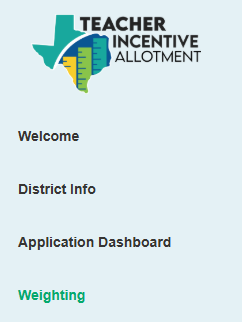 TEACHER
INCENTIVE
ALLOTMENT
Welcome
District Info
Application Dashboard
Weighting